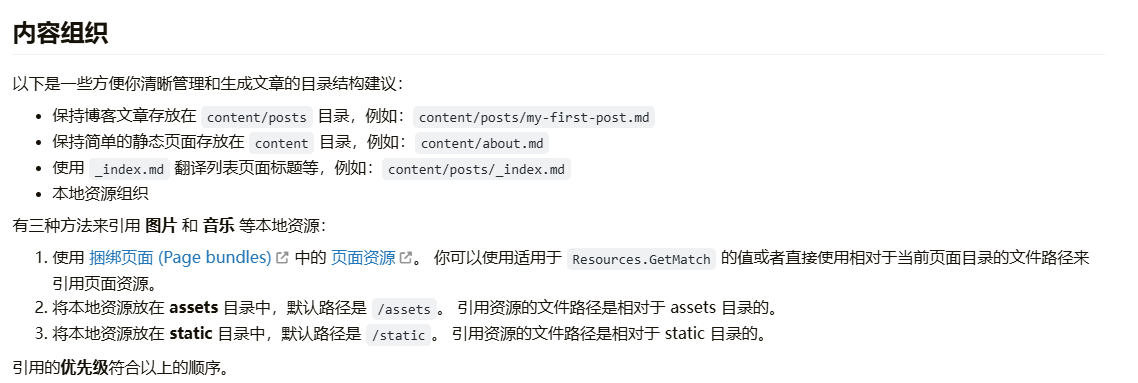 内容组织
以下是一些方便你清晰管理和生成文章的目录结构建议：
保持博客文章存放在 content/posts 目录，例如：content/posts/my-first-post.md
保持简单的静态页面存放在 content 目录，例如：content/about.md
使用 _index.md 翻译列表页面标题等，例如：content/posts/_index.md
本地资源组织
有三种方法来引用 图片 和 音乐 等本地资源：
1. 使用 捆绑页面 (Page bundles) 中的 页面资源。 你可以使用适用于 Resources.GetMatch 的值或者直接使用相对于当前页面目录的文件路径来
引用页面资源。
2. 将本地资源放在 assets 目录中，默认路径是 /assets。 引用资源的文件路径是相对于 assets 目录的。
3. 将本地资源放在 static 目录中，默认路径是 /static。 引用资源的文件路径是相对于 static 目录的。
引用的优先级符合以上的顺序。